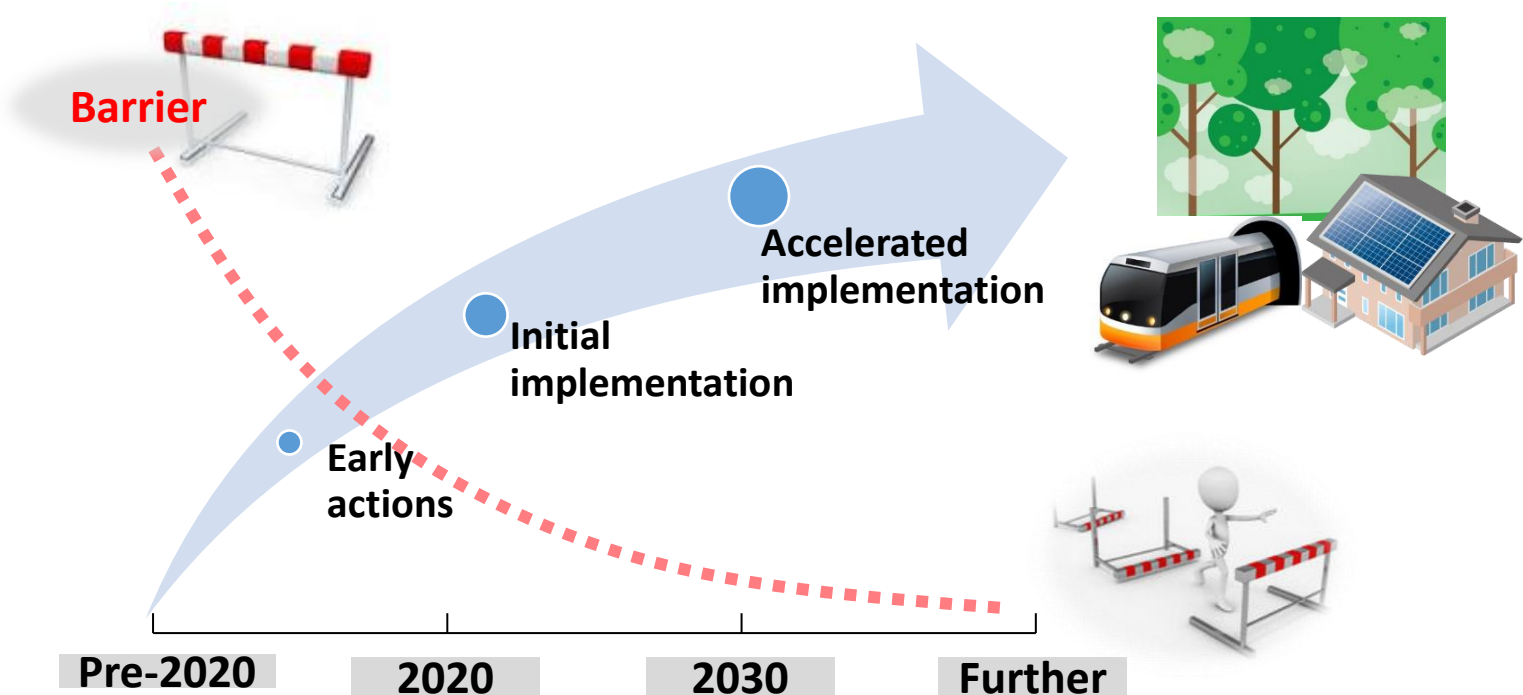 Barrier
Accelerated
implementation
Initial
implementation
Early
actions
Pre-2020
2020
2030
Further